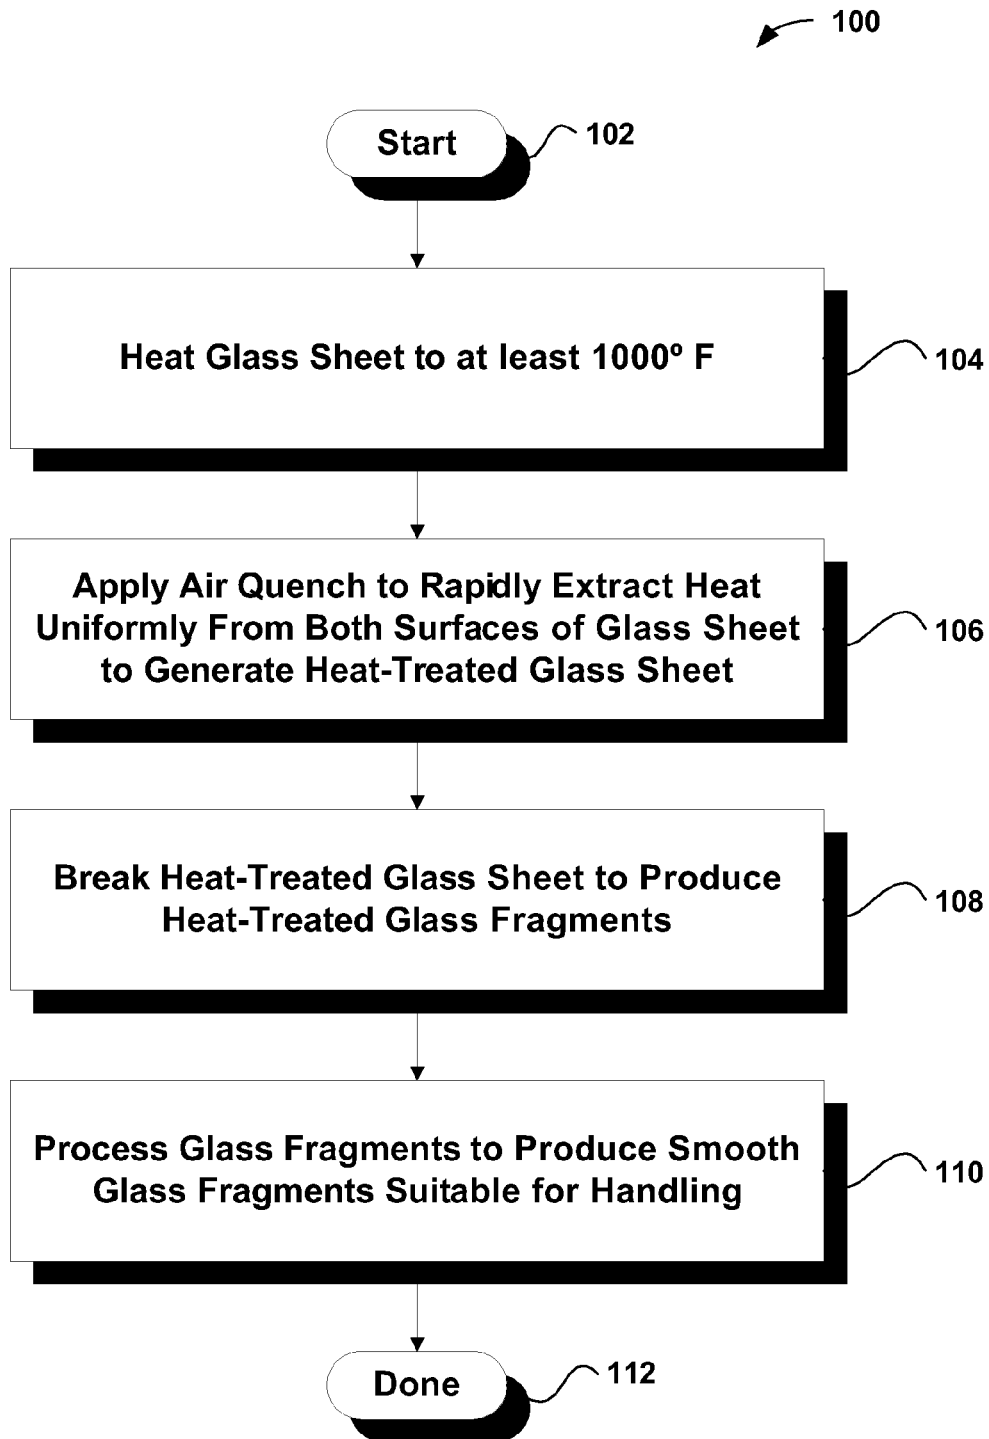 100
Start
102
Heat Glass Sheet to at least 1000º F
104
Apply Air Quench to Rapidly Extract Heat
Uniformly From Both Surfaces of Glass Sheet
to Generate Heat-Treated Glass Sheet
106
Break Heat-Treated Glass Sheet to Produce
Heat-Treated Glass Fragments
108
Process Glass Fragments to Produce Smooth
Glass Fragments Suitable for Handling
110
Done
112